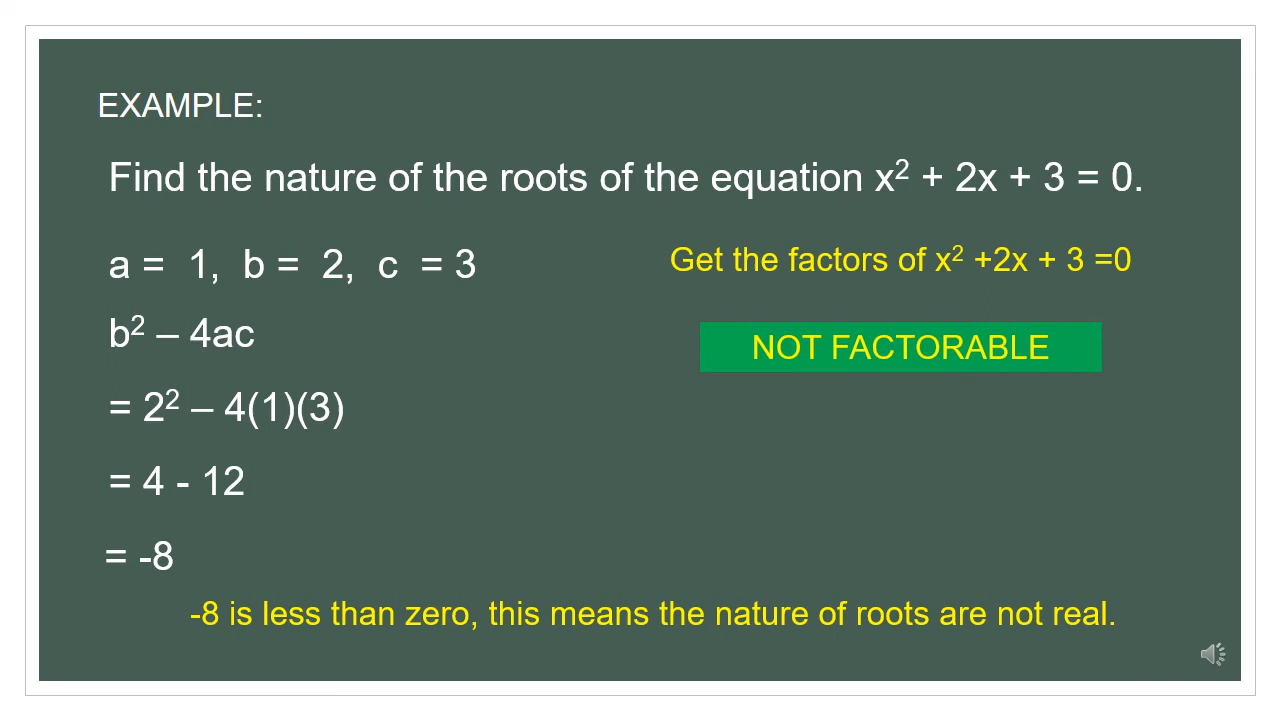 EXAMPLE:
Find the nature of the roots of the equation x² + 2x + 3 = 0.
a = 1, b = 2, c = 3
Get the factors of x² +2x + 3 =0
b² – 4ac
NOT FACTORABLE
= 2² – 4(1)(3)
= 4 - 12
= -8
-8 is less than zero, this means the nature of roots are not real.